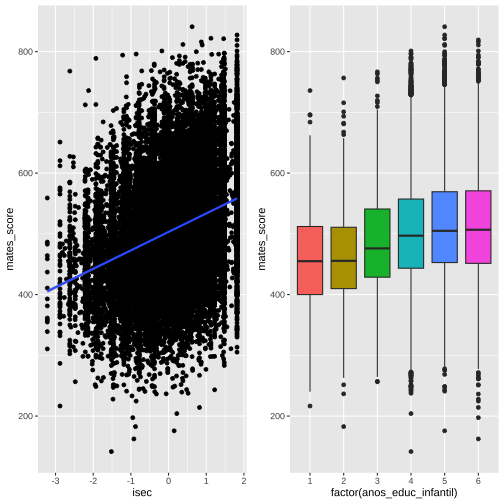 800
600
400
200
mates_score
-3 -2 -1 0 1 2
isec
800
600
400
200
mates_score
1 2 3 4 5 6
factor(anos_educ_infantil)